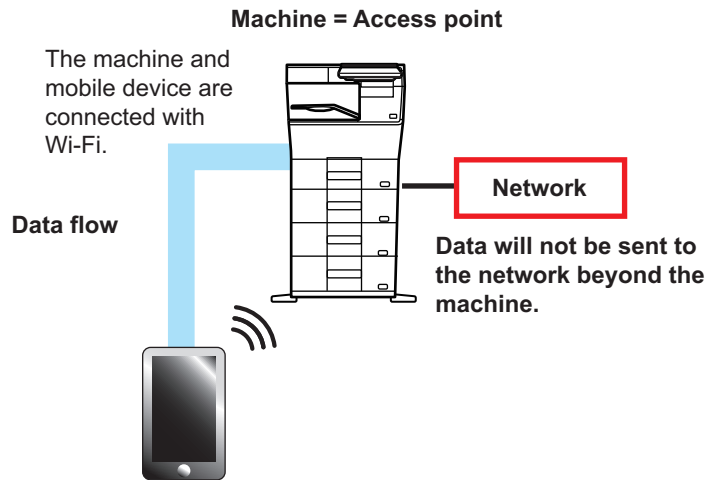 Machine = Access point
The machine and
mobile device are
connected with
Wi-Fi.
Data flow
Network
Data will not be sent to
the network beyond the
machine.